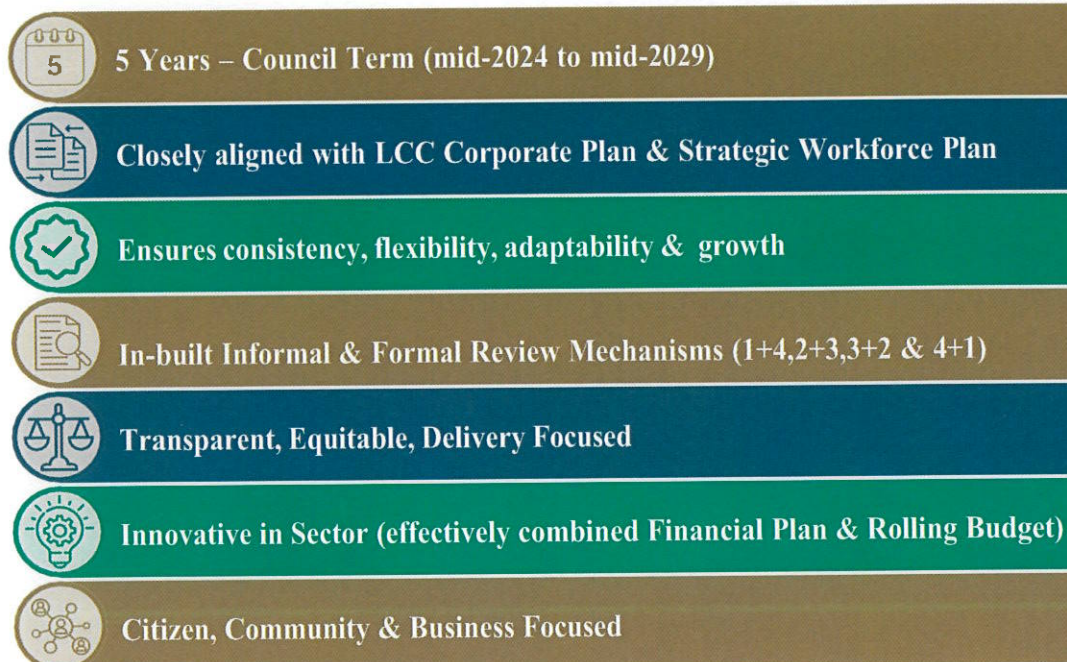 5
5 Years – Council Term (mid-2024 to mid-2029)
Closely aligned with LCC Corporate Plan & Strategic Workforce Plan
Ensures consistency, flexibility, adaptability & growth
In-built Informal & Formal Review Mechanisms (1+4,2+3,3+2 & 4+1)
Transparent, Equitable, Delivery Focused
Innovative in Sector (effectively combined Financial Plan & Rolling Budget)
Citizen, Community & Business Focused